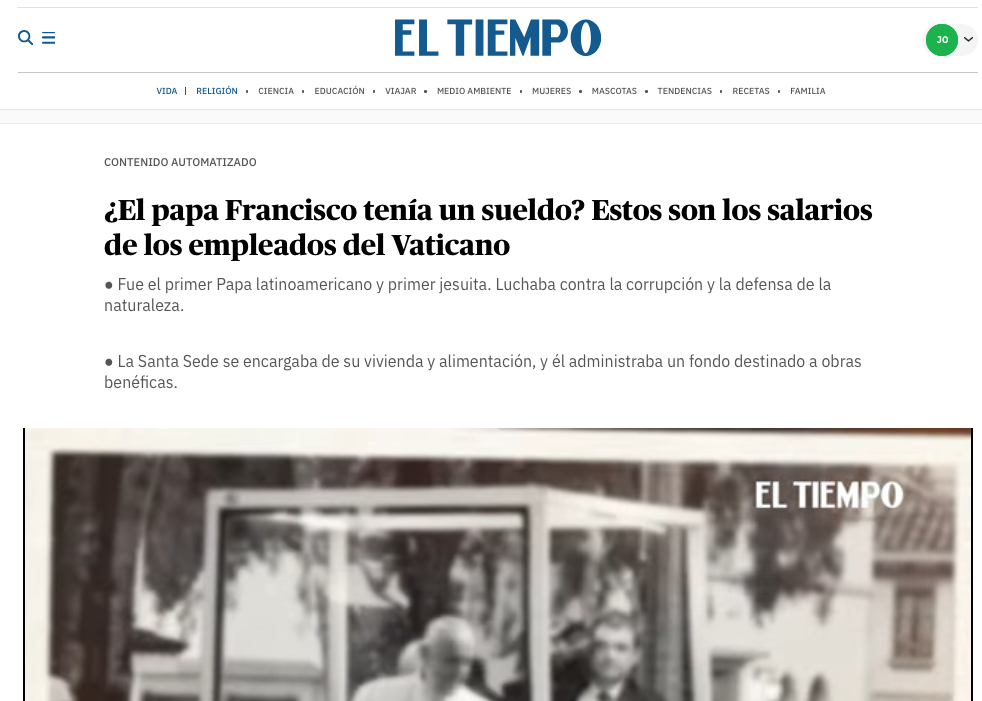 EL TIEMPO
JO
VIDA | RELIGIÓN • CIENCIA • EDUCACIÓN • VIAJAR • MEDIO AMBIENTE • MUJERES • MASCOTAS • TENDENCIAS • RECETAS • FAMILIA
CONTENIDO AUTOMATIZADO
¿El papa Francisco tenía un sueldo? Estos son los salarios
de los empleados del Vaticano
● Fue el primer Papa latinoamericano y primer jesuita. Luchaba contra la corrupción y la defensa de la
naturaleza.
● La Santa Sede se encargaba de su vivienda y alimentación, y él administraba un fondo destinado a obras
benéficas.
EL TIEMPO